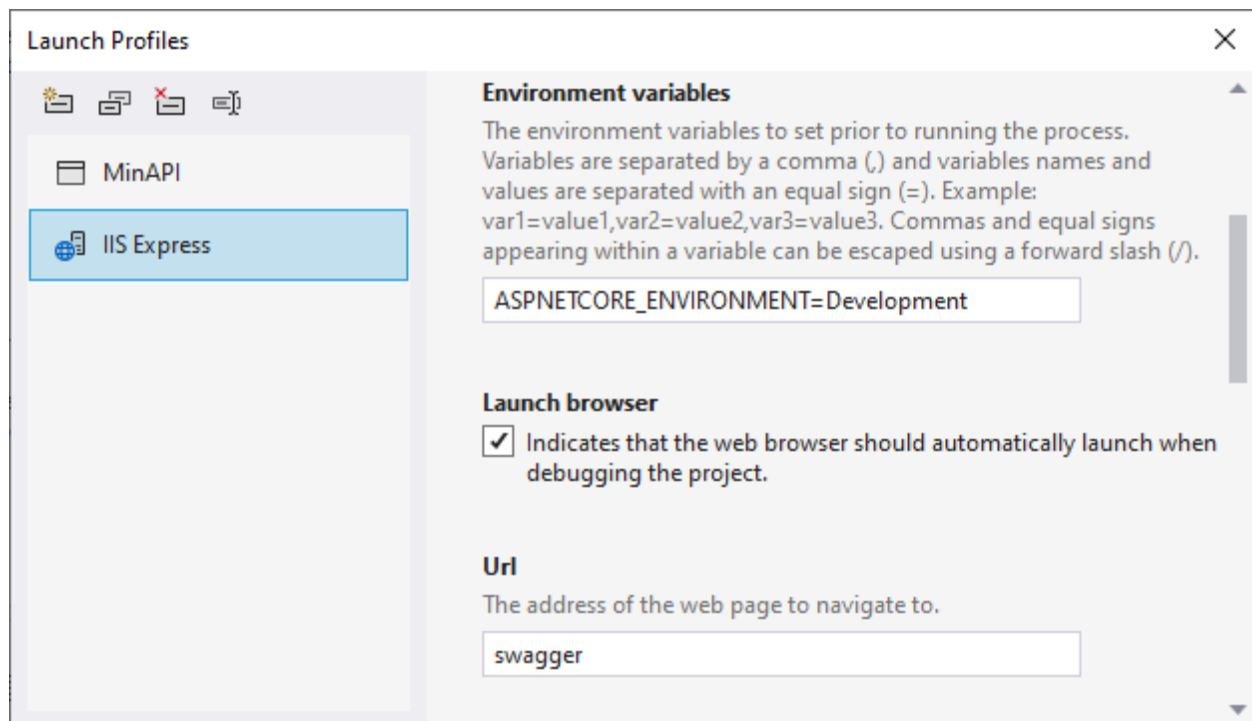 Launch Profiles
MinAPI
IIS Express
Environment variables
The environment variables to set prior to running the process.
Variables are separated by a comma (,) and variables names and
values are separated with an equal sign (=). Example:
var1=value1,var2=value2,var3=value3. Commas and equal signs
appearing within a variable can be escaped using a forward slash (/).
ASPNETCORE_ENVIRONMENT=Development
Launch browser
Indicates that the web browser should automatically launch when
debugging the project.
Url
The address of the web page to navigate to.
swagger